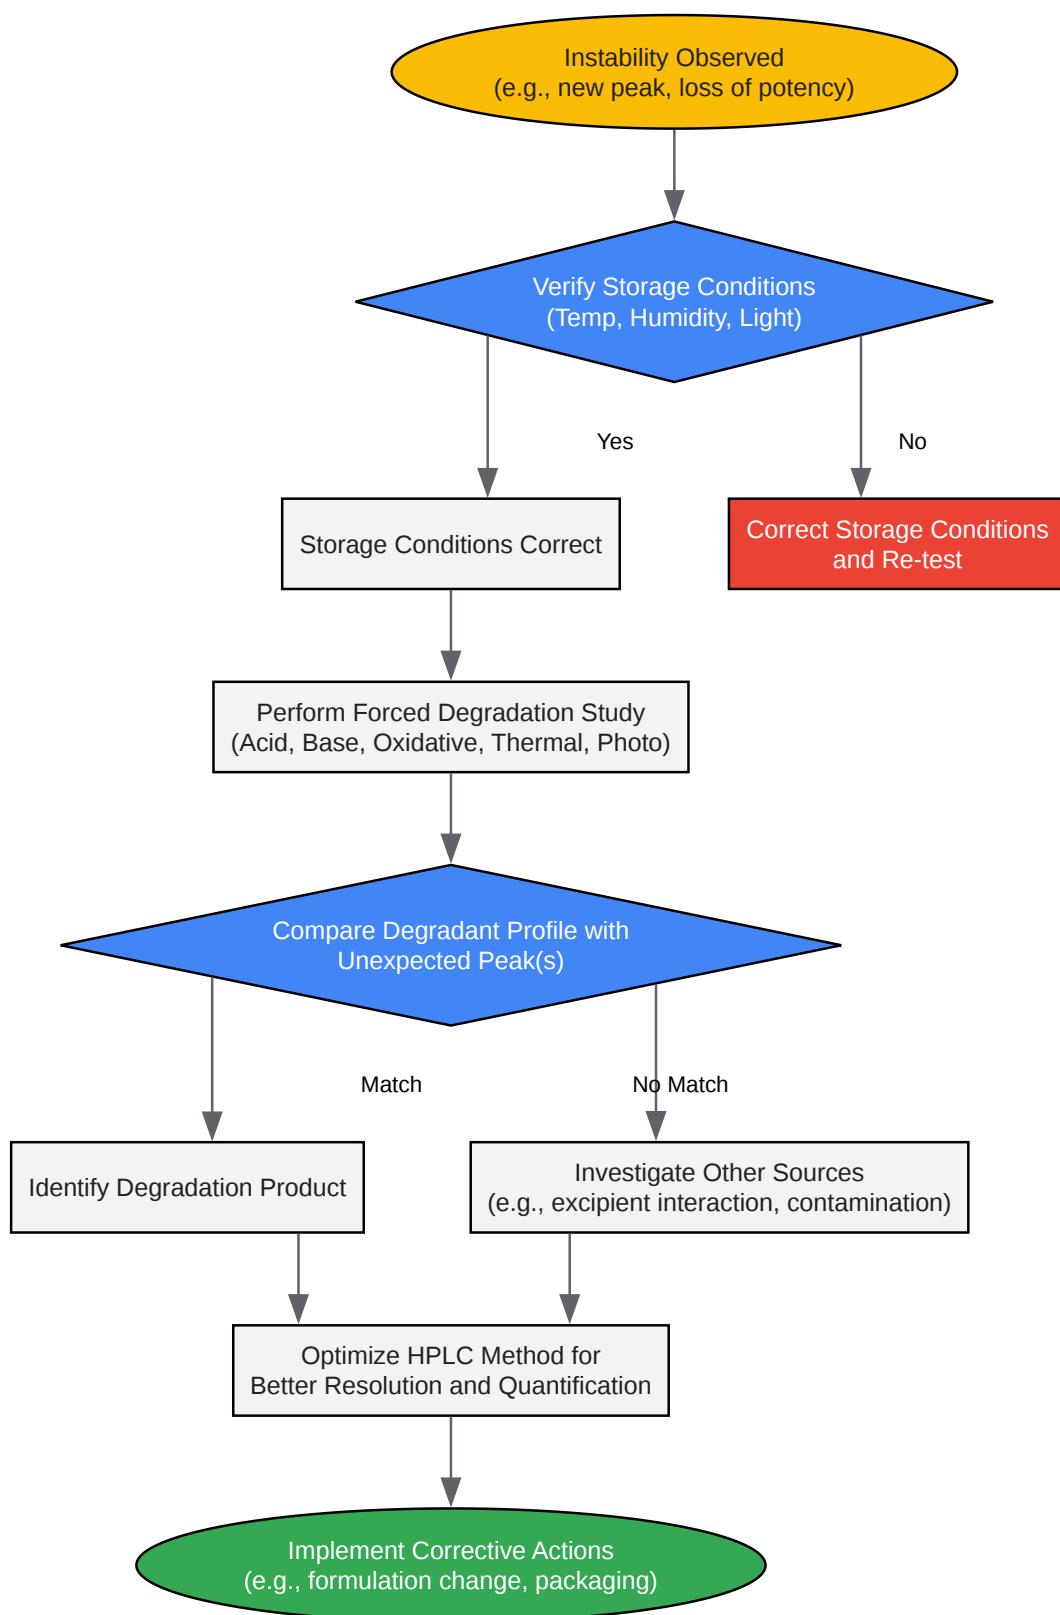 Instability Observed
(e.g., new peak, loss of potency)
Verify Storage Conditions
(Temp, Humidity, Light)
Yes
No
Storage Conditions Correct
Correct Storage Conditions
and Re-test
Perform Forced Degradation Study
(Acid, Base, Oxidative, Thermal, Photo)
Compare Degradant Profile with
Unexpected Peak(s)
Match
No Match
Identify Degradation Product
Investigate Other Sources
(e.g., excipient interaction, contamination)
Optimize HPLC Method for
Better Resolution and Quantification
Implement Corrective Actions
(e.g., formulation change, packaging)